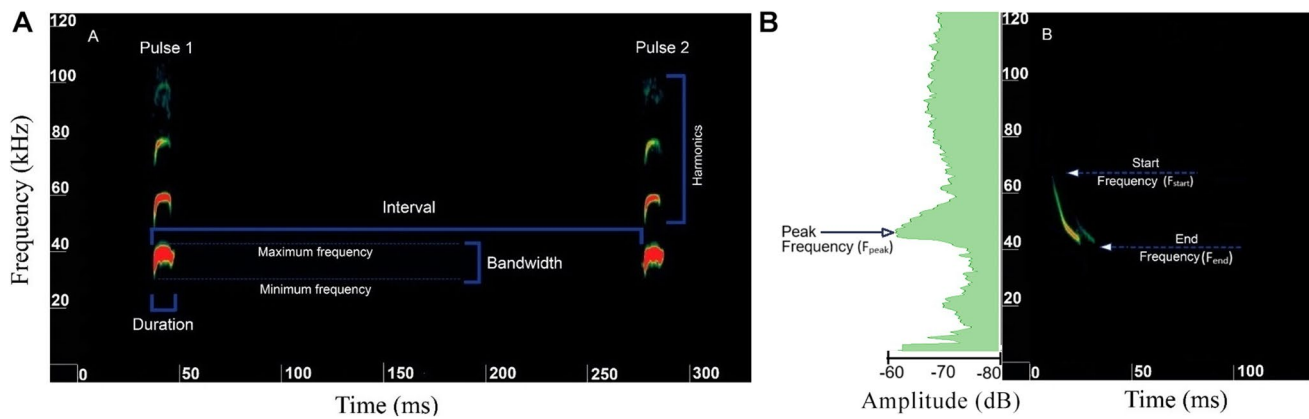 A
A
Pulse 1
Pulse 2
120
100
80
60
40
20
Frequency (kHz)
Harmonics
Interval
Maximum frequency
Bandwidth
Minimum frequency
Duration
0
50
100
150
200
250
300
Time (ms)
B
B
120
100
80
60
40
20
Start
Frequency (Fstart)
Peak
Frequency (Fpeak)
End
Frequency (Fend)
-60
-70
-80
Amplitude (dB)
0
50
100
Time (ms)